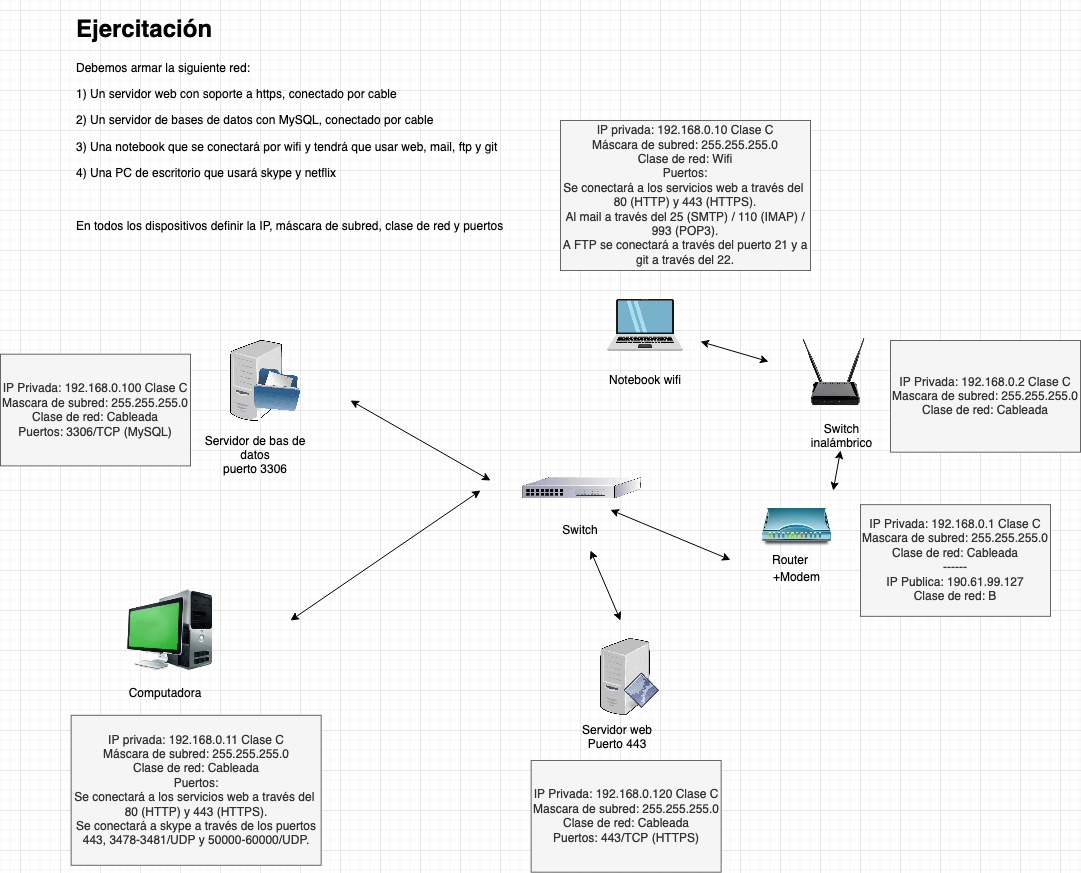 Ejercitación
Debemos armar la siguiente red:
1) Un servidor web con soporte a https, conectado por cable
2) Un servidor de bases de datos con MySQL, conectado por cable
3) Una notebook que se conectará por wifi y tendrá que usar web, mail, ftp y git
4) Una PC de escritorio que usará skype y netflix
En todos los dispositivos definir la IP, máscara de subred, clase de red y puertos
IP privada: 192.168.0.10 Clase C
Máscara de subred: 255.255.255.0
Clase de red: Wifi
Puertos:
Se conectará a los servicios web a través del
80 (HTTP) y 443 (HTTPS).
Al mail a través del 25 (SMTP) / 110 (IMAP) /
993 (POP3).
A FTP se conectará a través del puerto 21 y a
git a través del 22.
Notebook wifi
Switch
inalámbrico
IP Privada: 192.168.0.2 Clase C
Mascara de subred: 255.255.255.0
Clase de red: Cableada
IP Privada: 192.168.0.100 Clase C
Mascara de subred: 255.255.255.0
Clase de red: Cableada
Puertos: 3306/TCP (MySQL)
Servidor de bas de
datos
puerto 3306
Switch
Router
+Modem
IP Privada: 192.168.0.1 Clase C
Mascara de subred: 255.255.255.0
Clase de red: Cableada
------
IP Publica: 190.61.99.127
Clase de red: B
Computadora
IP privada: 192.168.0.11 Clase C
Máscara de subred: 255.255.255.0
Clase de red: Cableada
Puertos:
Se conectará a los servicios web a través del
80 (HTTP) y 443 (HTTPS).
Se conectará a skype a través de los puertos
443, 3478-3481/UDP y 50000-60000/UDP.
Servidor web
Puerto 443
IP Privada: 192.168.0.120 Clase C
Mascara de subred: 255.255.255.0
Clase de red: Cableada
Puertos: 443/TCP (HTTPS)